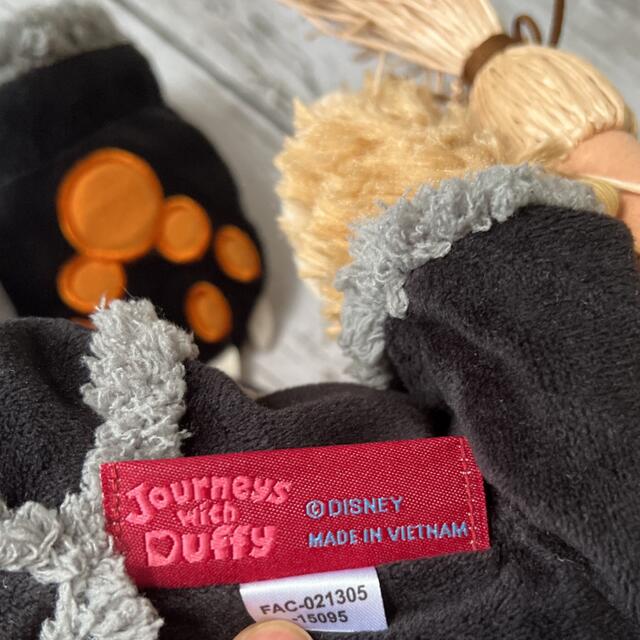 Journeys
with
Duffy
© DISNEY
MADE IN VIETNAM
FAC-021305
-15095